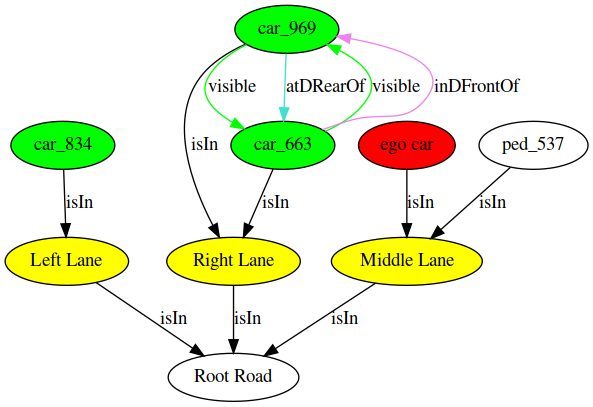 car_969
visible
atDRearOf
visible
inDFrontOf
isIn
car_834
car_663
ego car
ped_537
isIn
isIn
isIn
isIn
Left Lane
Right Lane
Middle Lane
isIn
isIn
isIn
Root Road